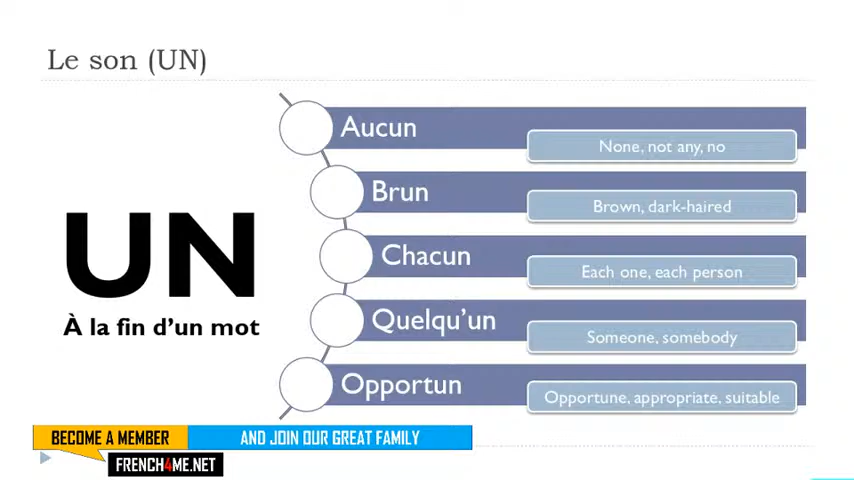 Le son (UN)
UN
À la fin d'un mot
Aucun
None, not any, no
Brun
Brown, dark-haired
Chacun
Each one, each person
Quelqu'un
Someone, somebody
Opportun
Opportune, appropriate, suitable
BECOME A MEMBER
AND JOIN OUR GREAT FAMILY
FRENCH4ME.NET